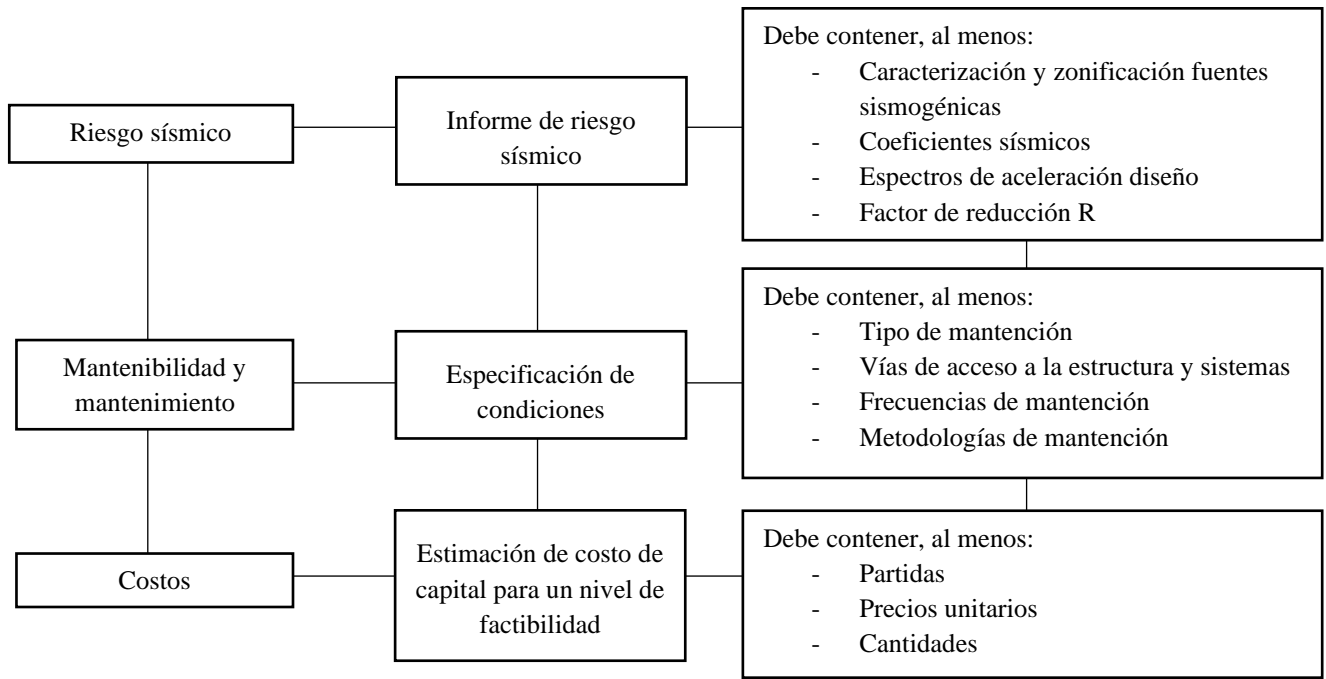 Riesgo sísmico
Informe de riesgo
sísmico
Debe contener, al menos:
- Caracterización y zonificación fuentes
sismogénicas
- Coeficientes sísmicos
- Espectros de aceleración diseño
- Factor de reducción R
Mantenibilidad y
mantenimiento
Especificación de
condiciones
Debe contener, al menos:
- Tipo de mantención
- Vías de acceso a la estructura y sistemas
- Frecuencias de mantención
- Metodologías de mantención
Costos
Estimación de costo de
capital para un nivel de
factibilidad
Debe contener, al menos:
- Partidas
- Precios unitarios
- Cantidades